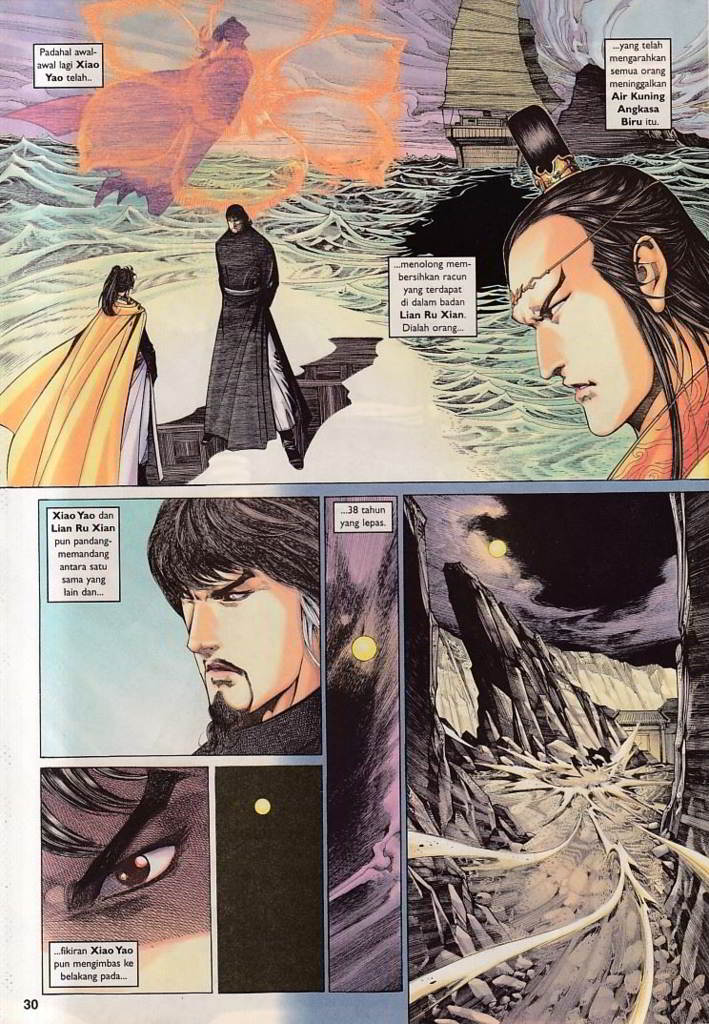 Padahal awal-
awal lagi Xiao
Yao telah..
...menolong mem-
bersihkan racun
yang terdapat
di dalam badan
Lian Ru Xian.
Dialah orang...
...yang telah
mengarahkan
semua orang
meninggalkan
Air Kuning
Angkasa
Biru itu.
Xiao Yao dan
Lian Ru Xian
pun pandang-
memandang
antara satu
sama yang
lain dan...
...fikiran Xiao Yao
pun mengimbas ke
belakang pada...
...38 tahun
yang lepas.
30